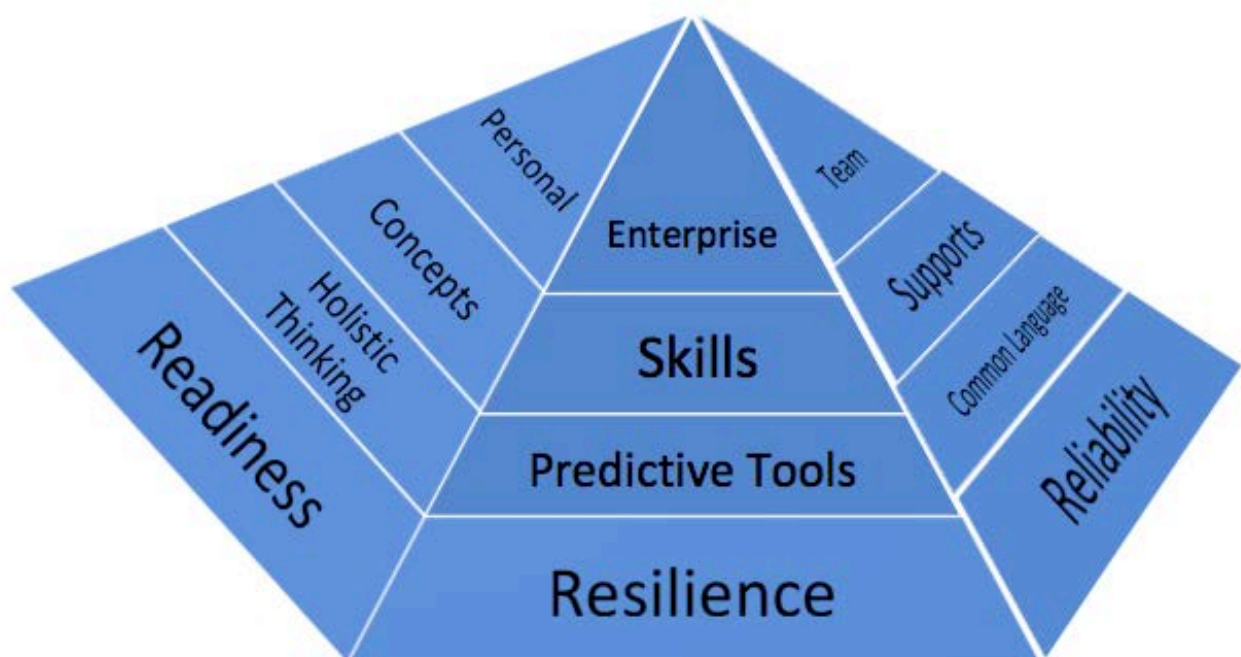 Personal
Concepts
Holistic
Thinking
Readiness
Enterprise
Skills
Predictive Tools
Resilience
Team
Supports
Common Language
Reliability